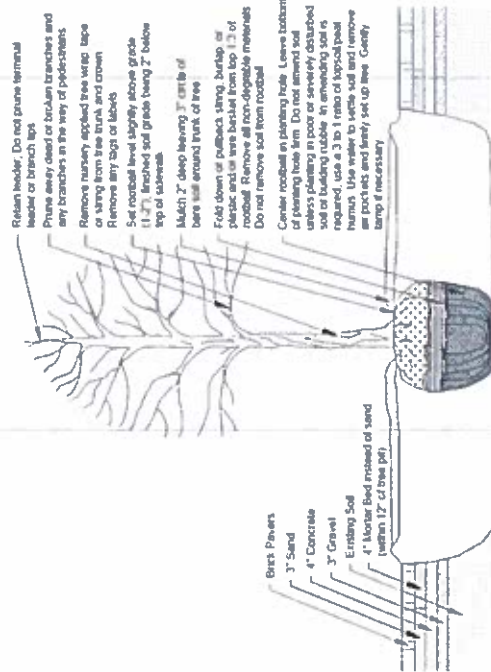 Retain leader, Do not prune terminal
leader or branch tips
Prune away dead or broken branches and
any branches in the way of pedestrians
Remove nursery applied tree wrap, tape
or string from tree trunk and crown
Remove any tags or labels
Set rootball level slightly above grade
(1-2"), finished soil grade being 2" below
top of sidewalk
Mulch 2" deep leaving 3" circle of
bare soil around trunk of tree
Fold down or pullback string, burlap or
plastic and or wire basket from top 1/3 of
rootball Remove all non-degradable materials
Do not remove soil from rootball
Center rootball in planting hole. Leave bottom
of planting hole firm Do not amend soil
unless planting in poor or severely disturbed
soil of building rubble In amending soil is
required, use a 3 to 1 ratio of topsoil/peat
humus. Use water to settle soil and remove
air pockets and firmly set up tree Gently
tamp if necessary
Brick Pavers
3" Sand
4" Concrete
3" Gravel
Existing Soil
4" Mortar Bed instead of sand
(within 12" of tree pit)